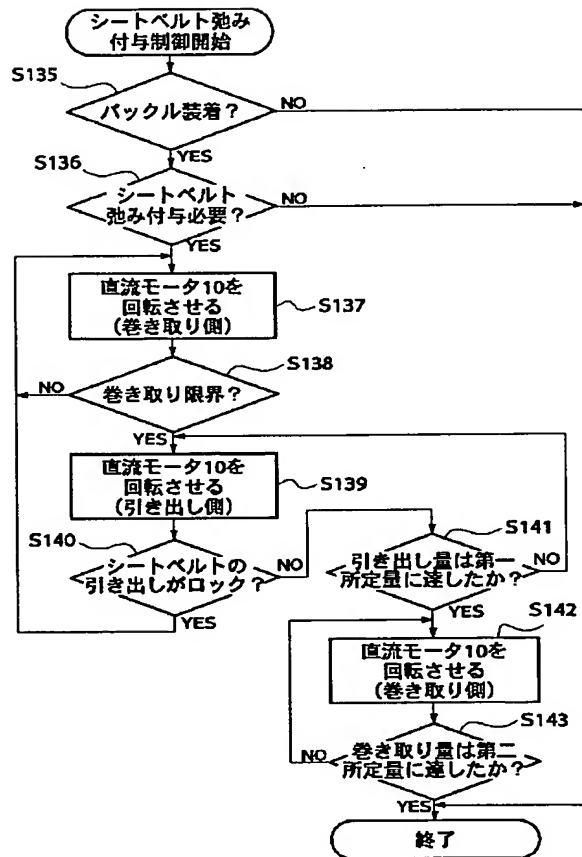 シートベルト弛み
付与制御開始
S135
バックル装着?
NO
YES
S136
シートベルト
弛み付与必要?
NO
YES
直流モータ10を
回転させる
(巻き取り側)
S137
S138
巻き取り限界?
NO
YES
直流モータ10を
回転させる
(引き出し側)
S139
S140
シートベルトの
引き出しがロック?
NO
YES
S141
引き出し量は第一
所定量に達したか?
NO
YES
S142
直流モータ10を
回転させる
(巻き取り側)
S143
巻き取り量は第二
所定量に達したか?
NO
YES
終了